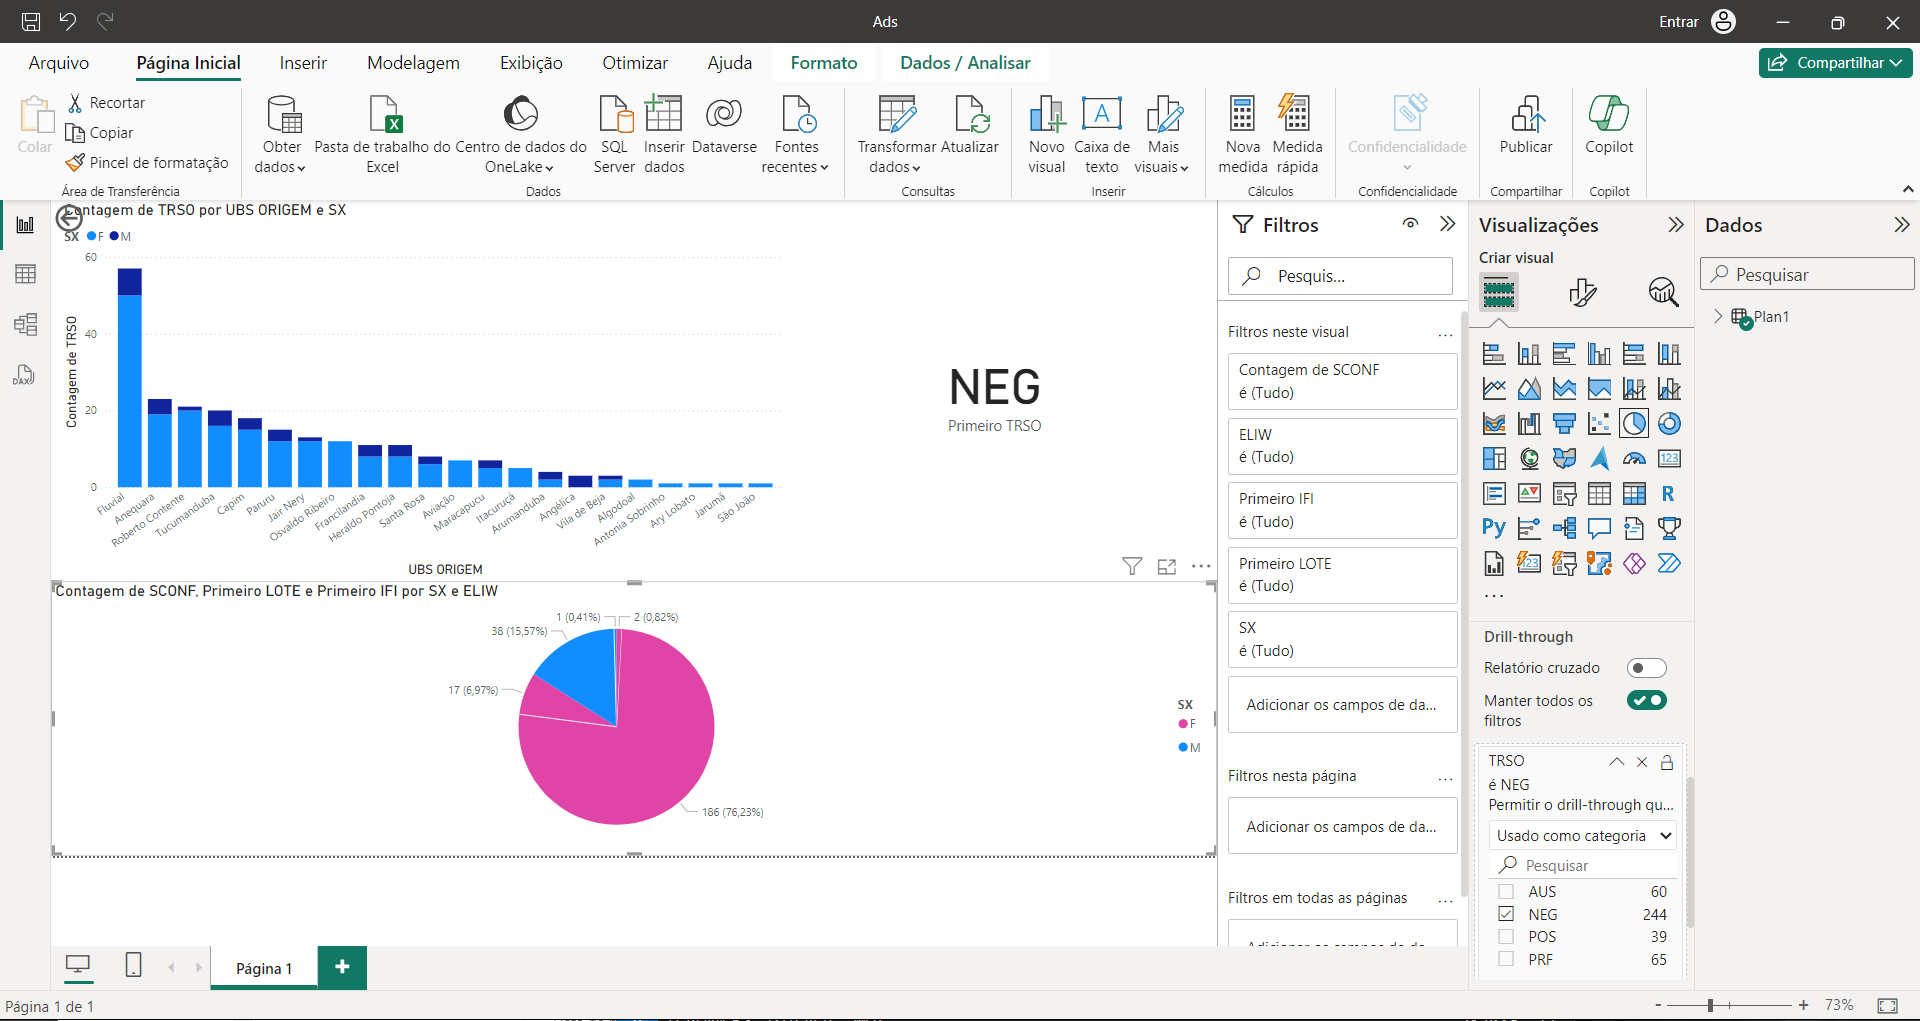 Ads
Entrar
Arquivo
Página Inicial
Inserir
Modelagem
Exibição
Otimizar
Ajuda
Formato
Dados / Analisar
Compartilhar
Colar
Recortar
Copiar
Pincel de formatação
Área de Transferência
Obter
dados
Pasta de trabalho do
Excel
Centro de dados do
OneLake
SQL
Server
Inserir
dados
Dataverse
Fontes
recentes
Dados
Transformar
dados
Atualizar
Consultas
Novo
visual
Caixa de
texto
Mais
visuais
Inserir
Nova
medida
Medida
rápida
Cálculos
Confidencialidade
Confidencialidade
Publicar
Compartilhar
Copilot
Copilot
Contagem de TRSO por UBS ORIGEM e SX
SX F M
60
40
20
0
Contagem de TRSO
Fluvial
Anequara
Roberto Contente
Tucumanduba
Capim
Paruru
Jair Nery
Osvaldo Ribeiro
Francilandia
Heraldo Pontoja
Santa Rosa
Aviação
Maracapucu
Itacuruçá
Arumanduba
Angélica
Vila de Beja
Algodoal
Antonia Sobrinho
Ary Lobato
Jarumã
São João
UBS ORIGEM
NEG
Primeiro TRSO
Contagem de SCONF, Primeiro LOTE e Primeiro IFI por SX e ELIW
1 (0,41%)
2 (0,82%)
38 (15,57%)
17 (6,97%)
186 (76,23%)
SX
F
M
Filtros
Pesquis...
Filtros neste visual
Contagem de SCONF
é (Tudo)
ELIW
é (Tudo)
Primeiro IFI
é (Tudo)
Primeiro LOTE
é (Tudo)
SX
é (Tudo)
Adicionar os campos de da...
Filtros nesta página
Adicionar os campos de da...
Filtros em todas as páginas
Visualizações
Criar visual
123
R
Py
123
Drill-through
Relatório cruzado
Manter todos os
filtros
TRSO
é NEG
Permitir o drill-through qu...
Usado como categoria
Pesquisar
AUS 60
NEG 244
POS 39
PRF 65
Dados
Pesquisar
Plan1
DAX
Página 1
Página 1 de 1
- + 73%